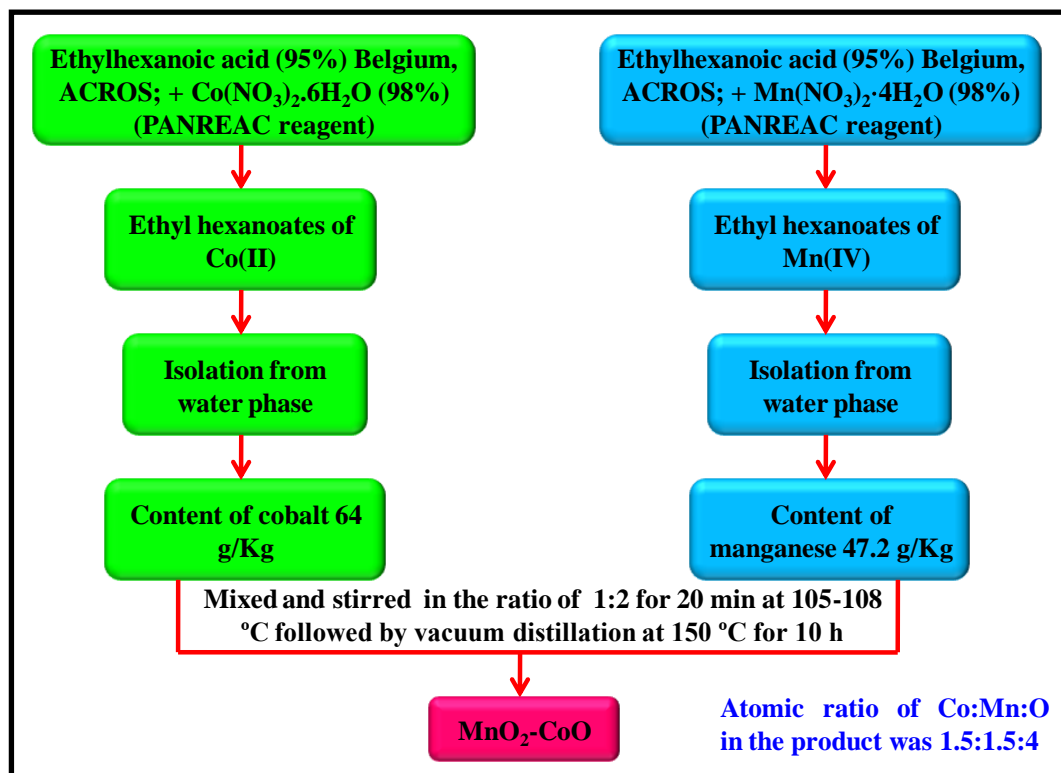 Ethylhexanoic acid (95%) Belgium,
ACROS; + Co(NO₃)₂.6H₂O (98%)
(PANREAC reagent)
Ethylhexanoic acid (95%) Belgium,
ACROS; + Mn(NO₃)₂·4H₂O (98%)
(PANREAC reagent)
Ethyl hexanoates of
Co(II)
Ethyl hexanoates of
Mn(IV)
Isolation from
water phase
Isolation from
water phase
Content of cobalt 64
g/Kg
Content of
manganese 47.2 g/Kg
Mixed and stirred in the ratio of 1:2 for 20 min at 105-108
ºC followed by vacuum distillation at 150 ºC for 10 h
MnO₂-CoO
Atomic ratio of Co:Mn:O
in the product was 1.5:1.5:4